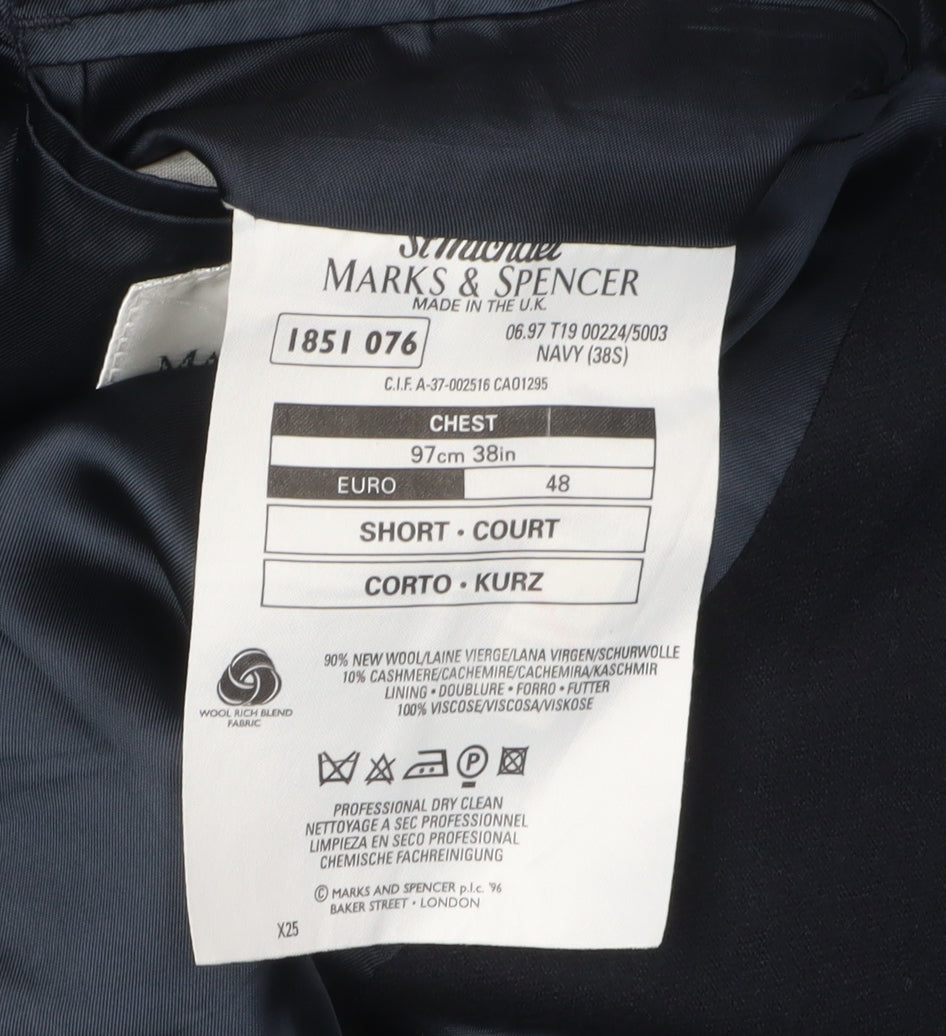 St Michael
MARKS & SPENCER
MADE IN THE U.K.
1851 076
06.97 T19 00224/5003
NAVY (38S)
C.I.F. A-37-002516 CA01295
CHEST
97cm 38in
EURO 48
SHORT • COURT
CORTO • KURZ
90% NEW WOOL/LAINE VIERGE/LANA VIRGEN/SCHURWOLLE
10% CASHMERE/CACHEMIRE/CACHEMIRA/KASCHMIR
LINING • DOUBLURE • FORRO • FUTTER
100% VISCOSE/VISCOSA/VISKOSE
WOOL RICH BLEND
FABRIC
P
PROFESSIONAL DRY CLEAN
NETTOYAGE A SEC PROFESSIONNEL
LIMPIEZA EN SECO PROFESIONAL
CHEMISCHE FACHREINIGUNG
© MARKS AND SPENCER p.l.c. '96
BAKER STREET • LONDON
X25